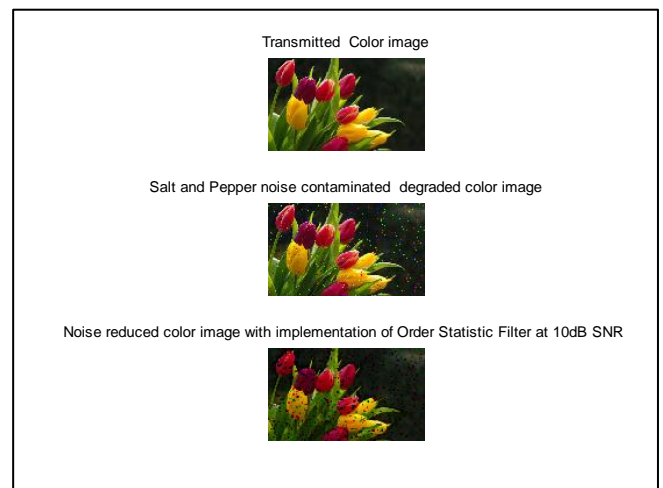 Transmitted Color image
Salt and Pepper noise contaminated degraded color image
Noise reduced color image with implementation of Order Statistic Filter at 10dB SNR